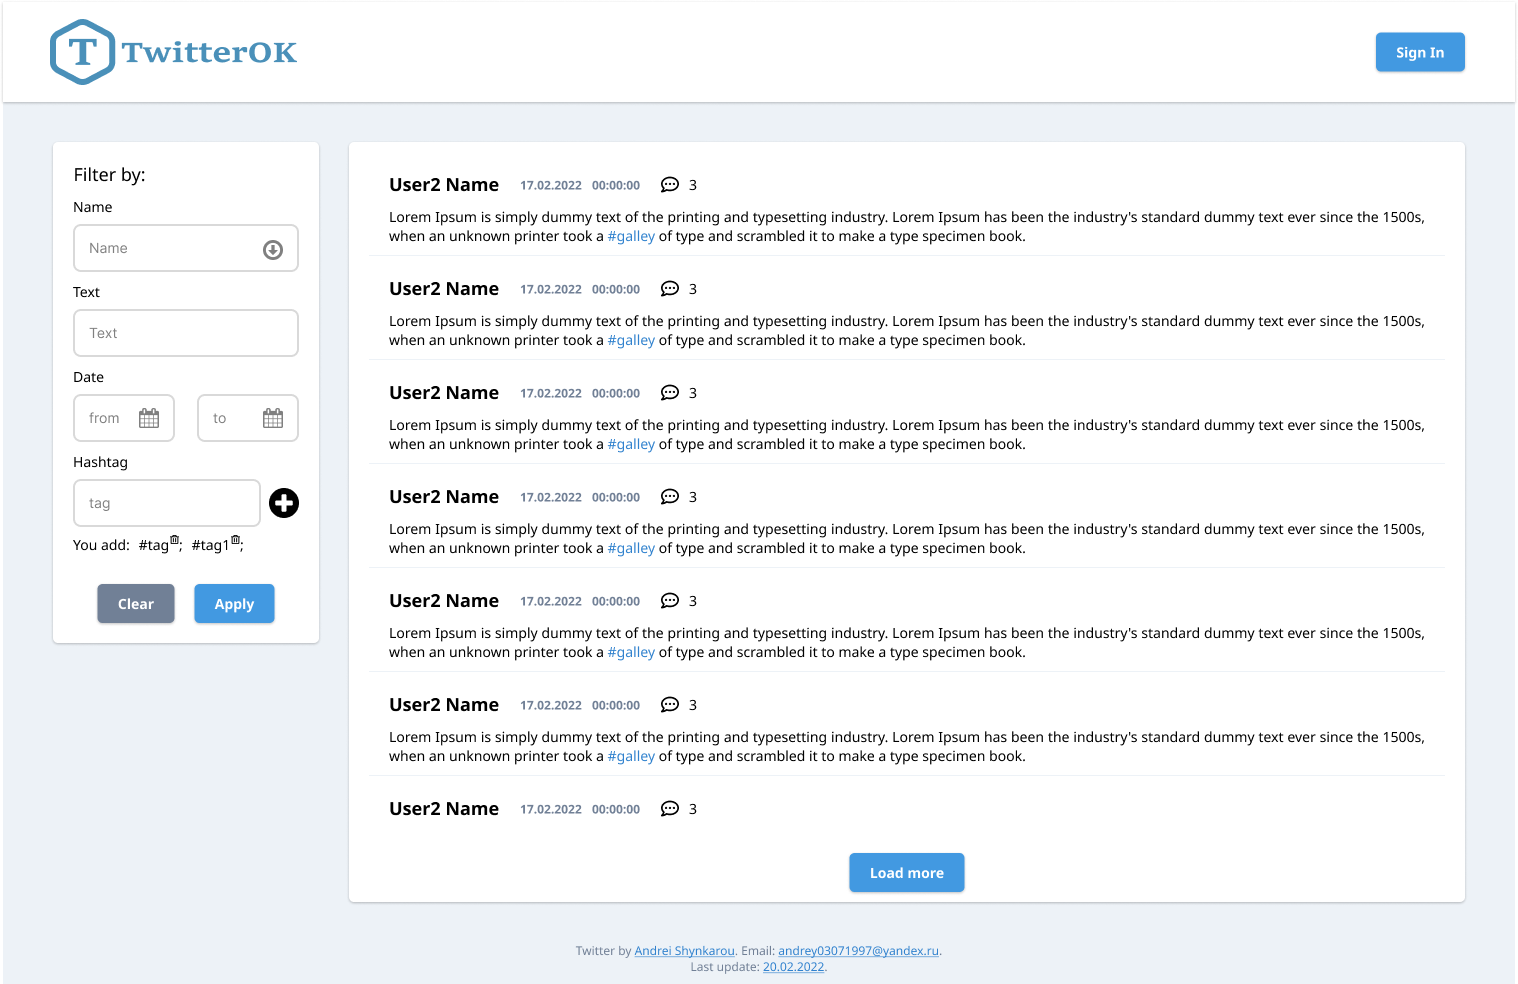 T TwitterOK
Sign In
Filter by:
Name
Name
Text
Text
Date
from
to
Hashtag
tag
You add: #tag; #tag1;
Clear
Apply
User2 Name 17.02.2022 00:00:00 3
Lorem Ipsum is simply dummy text of the printing and typesetting industry. Lorem Ipsum has been the industry's standard dummy text ever since the 1500s,
when an unknown printer took a #galley of type and scrambled it to make a type specimen book.
User2 Name 17.02.2022 00:00:00 3
Lorem Ipsum is simply dummy text of the printing and typesetting industry. Lorem Ipsum has been the industry's standard dummy text ever since the 1500s,
when an unknown printer took a #galley of type and scrambled it to make a type specimen book.
User2 Name 17.02.2022 00:00:00 3
Lorem Ipsum is simply dummy text of the printing and typesetting industry. Lorem Ipsum has been the industry's standard dummy text ever since the 1500s,
when an unknown printer took a #galley of type and scrambled it to make a type specimen book.
User2 Name 17.02.2022 00:00:00 3
Lorem Ipsum is simply dummy text of the printing and typesetting industry. Lorem Ipsum has been the industry's standard dummy text ever since the 1500s,
when an unknown printer took a #galley of type and scrambled it to make a type specimen book.
User2 Name 17.02.2022 00:00:00 3
Lorem Ipsum is simply dummy text of the printing and typesetting industry. Lorem Ipsum has been the industry's standard dummy text ever since the 1500s,
when an unknown printer took a #galley of type and scrambled it to make a type specimen book.
User2 Name 17.02.2022 00:00:00 3
Lorem Ipsum is simply dummy text of the printing and typesetting industry. Lorem Ipsum has been the industry's standard dummy text ever since the 1500s,
when an unknown printer took a #galley of type and scrambled it to make a type specimen book.
User2 Name 17.02.2022 00:00:00 3
Load more
Twitter by Andrei Shynkarou. Email: andrey03071997@yandex.ru.
Last update: 20.02.2022.